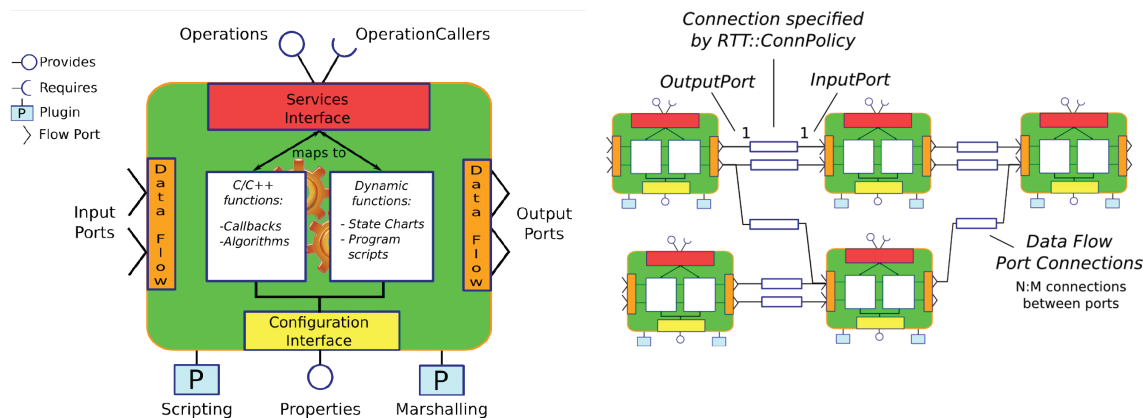 Operations
OperationCallers
Provides
Requires
P
Plugin
Flow Port
Services
Interface
maps to
C/C++
functions:
-Callbacks
-Algorithms
Dynamic
functions:
- State Charts
- Program
scripts
Data Flow
Data Flow
Input
Ports
Output
Ports
Configuration
Interface
P
P
Scripting
Properties
Marshalling
Connection specified
by RTT::ConnPolicy
OutputPort
InputPort
1
1
Data Flow
Port Connections
N:M connections
between ports